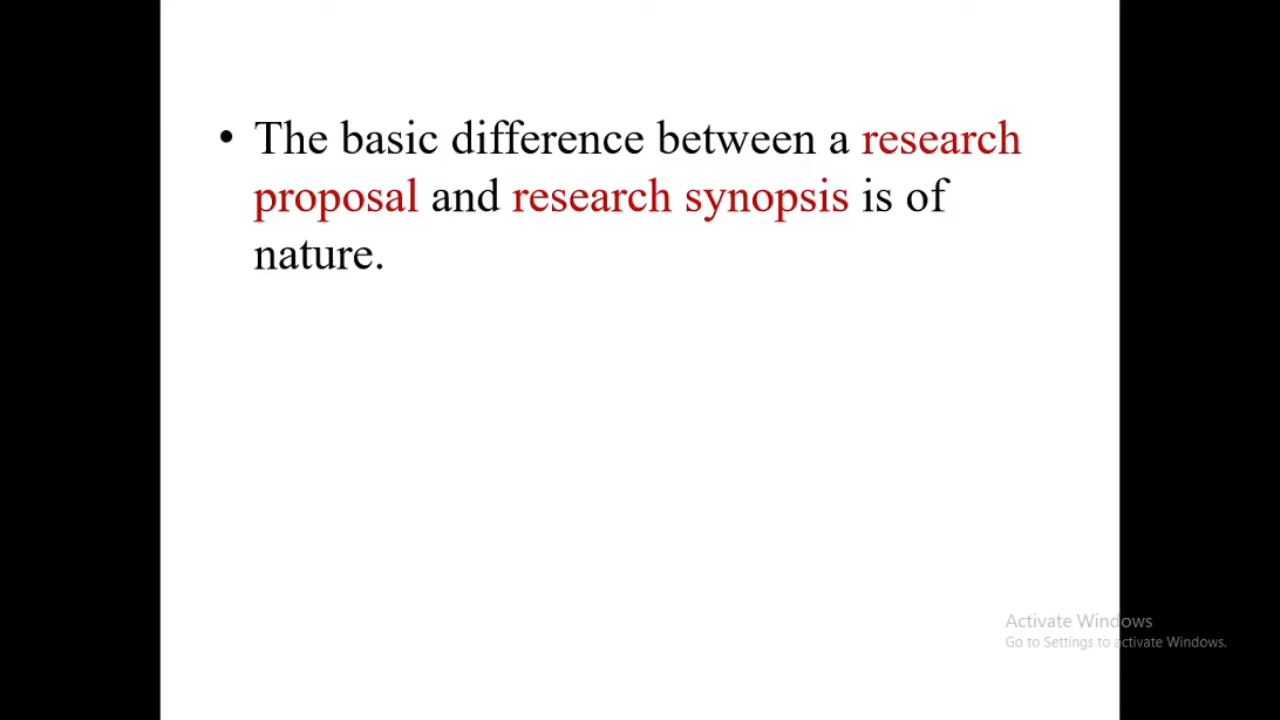 • The basic difference between a research
proposal and research synopsis is of
nature.
Activate Windows
Go to Settings to activate Windows.